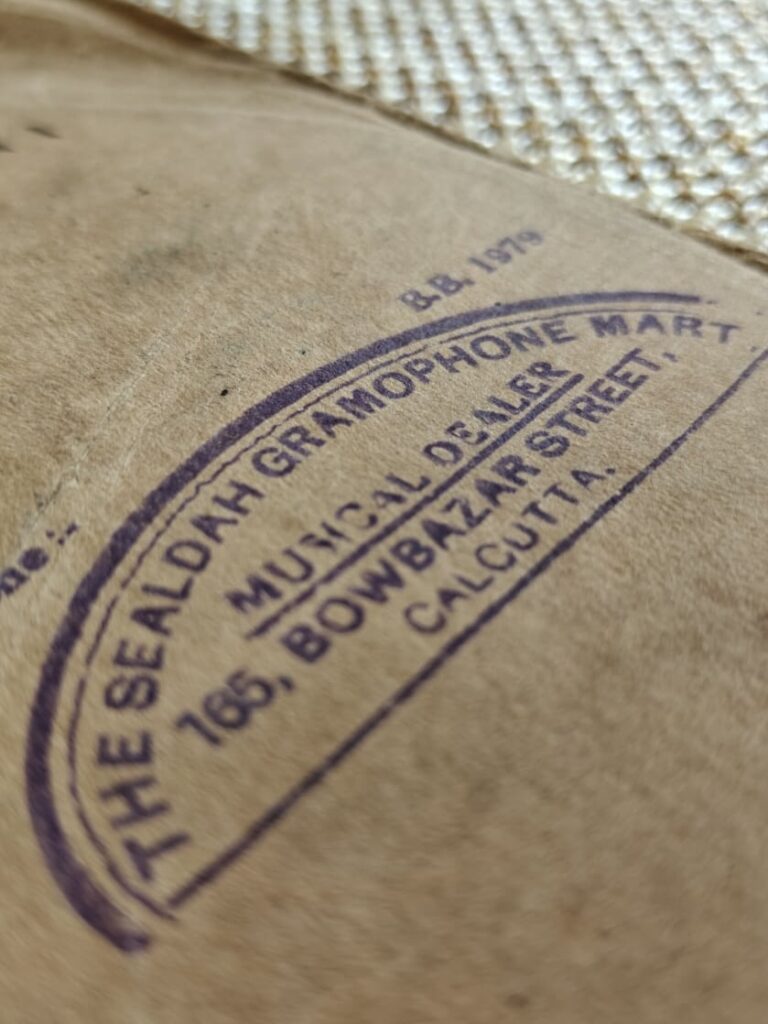 B.B. 1979
THE SEALDAH GRAMOPHONE MART.
MUSICAL DEALER
165, BOWBAZAR STREET,
CALCUTTA.